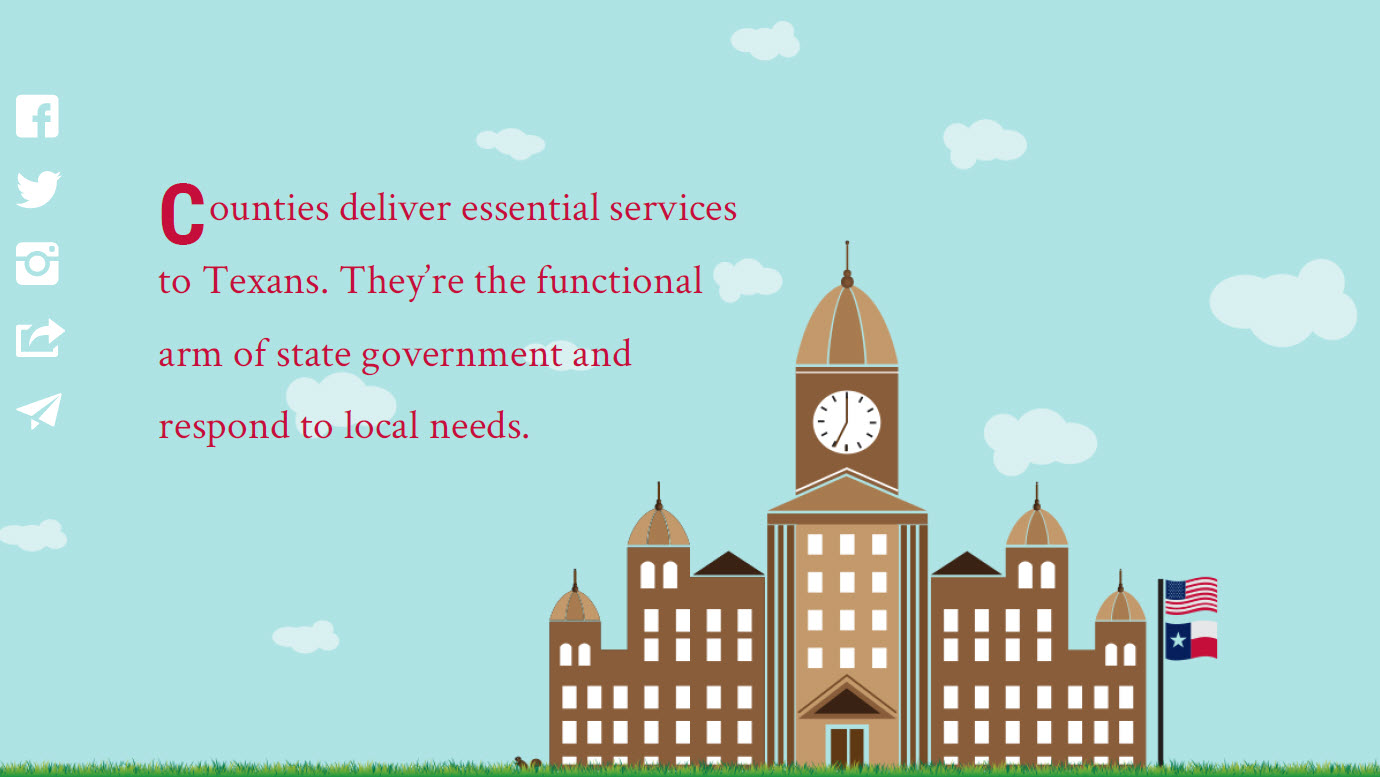 Counties deliver essential services
to Texans. They’re the functional
arm of state government and
respond to local needs.